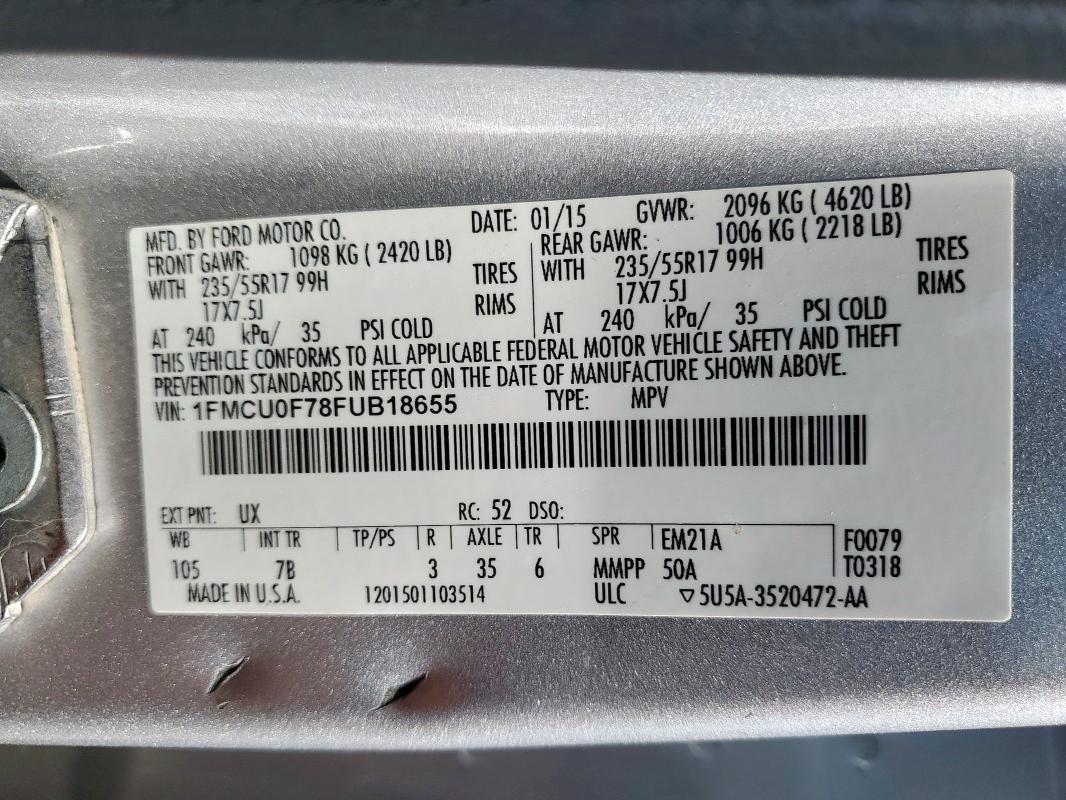 MFD. BY FORD MOTOR CO. DATE: 01/15 GVWR: 2096 KG ( 4620 LB)
FRONT GAWR: 1098 KG ( 2420 LB) REAR GAWR: 1006 KG ( 2218 LB)
WITH 235/55R17 99H TIRES WITH 235/55R17 99H TIRES
17X7.5J RIMS 17X7.5J RIMS
AT 240 kPa/ 35 PSI COLD AT 240 kPa/ 35 PSI COLD
THIS VEHICLE CONFORMS TO ALL APPLICABLE FEDERAL MOTOR VEHICLE SAFETY AND THEFT
PREVENTION STANDARDS IN EFFECT ON THE DATE OF MANUFACTURE SHOWN ABOVE.
VIN: 1FMCU0F78FUB18655 TYPE: MPV
EXT PNT: UX RC: 52 DSO:
WB INT TR TP/PS R AXLE TR SPR EM21A F0079
105 7B 3 35 6 MMPP 50A T0318
MADE IN U.S.A. 1201501103514 ULC ▽5U5A-3520472-AA